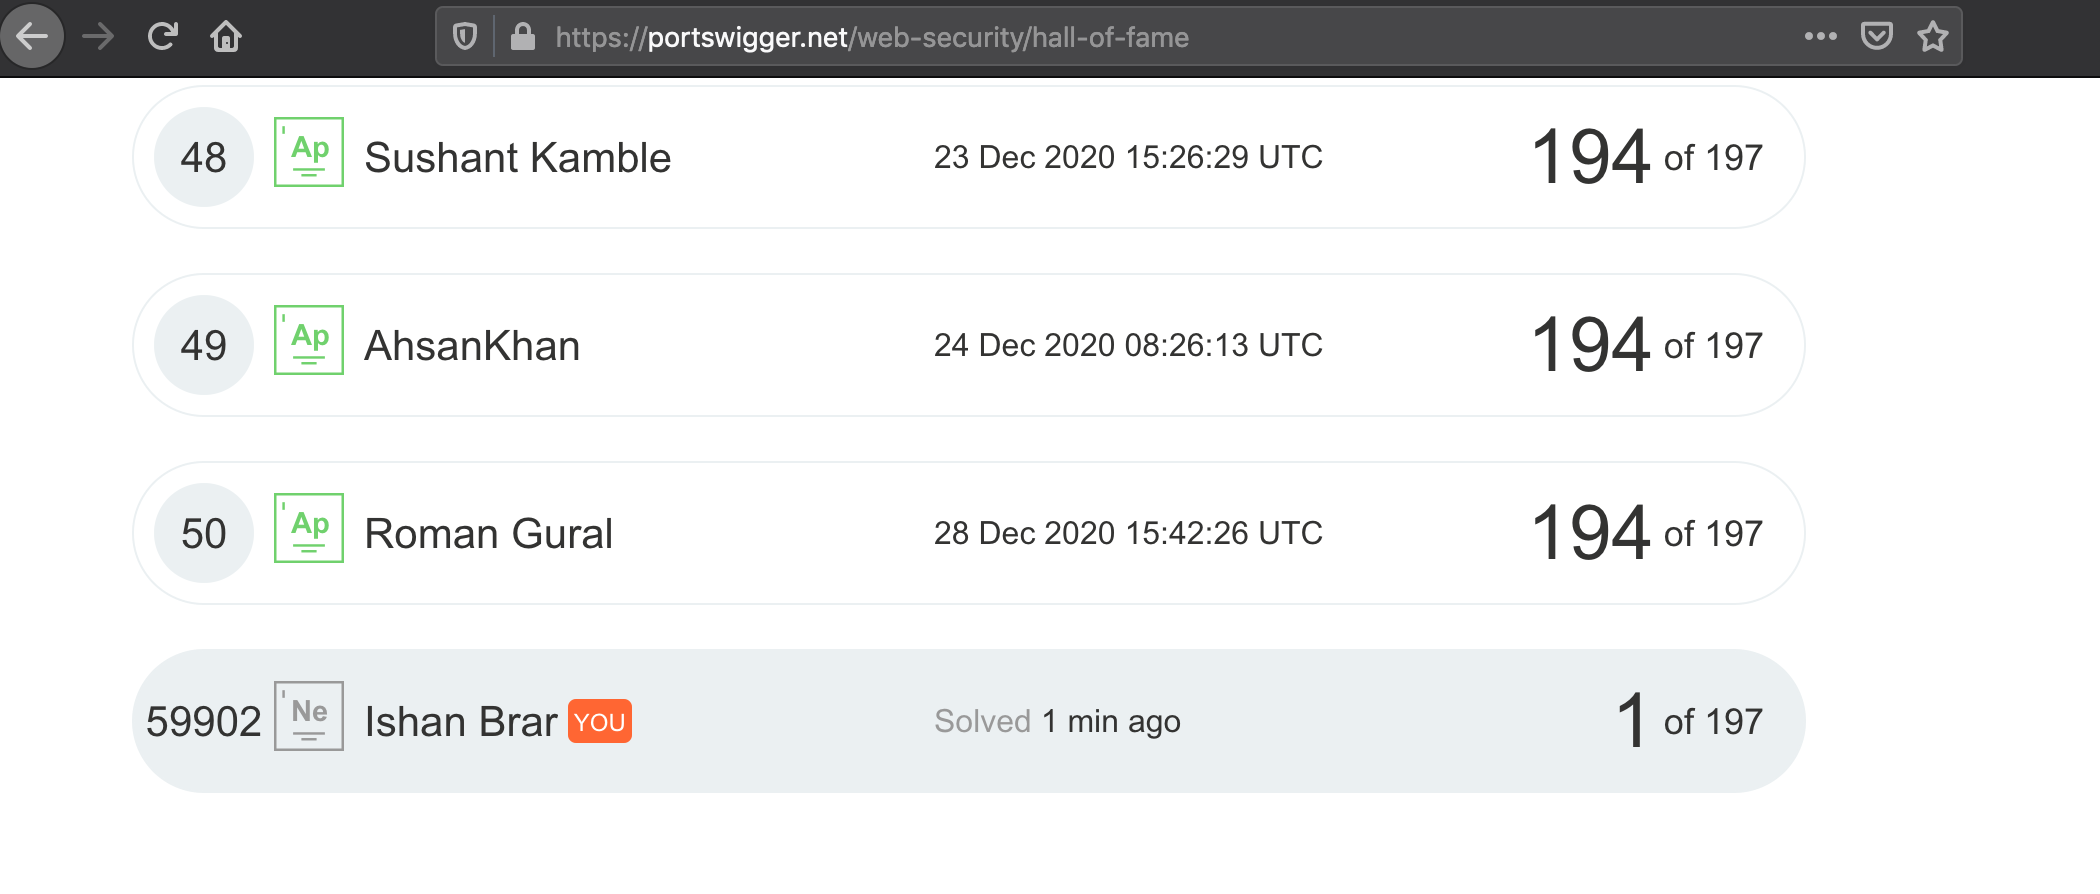 https://portswigger.net/web-security/hall-of-fame
48 'Ap Sushant Kamble 23 Dec 2020 15:26:29 UTC 194 of 197
49 'Ap AhsanKhan 24 Dec 2020 08:26:13 UTC 194 of 197
50 'Ap Roman Gural 28 Dec 2020 15:42:26 UTC 194 of 197
59902 'Ne Ishan Brar YOU Solved 1 min ago 1 of 197